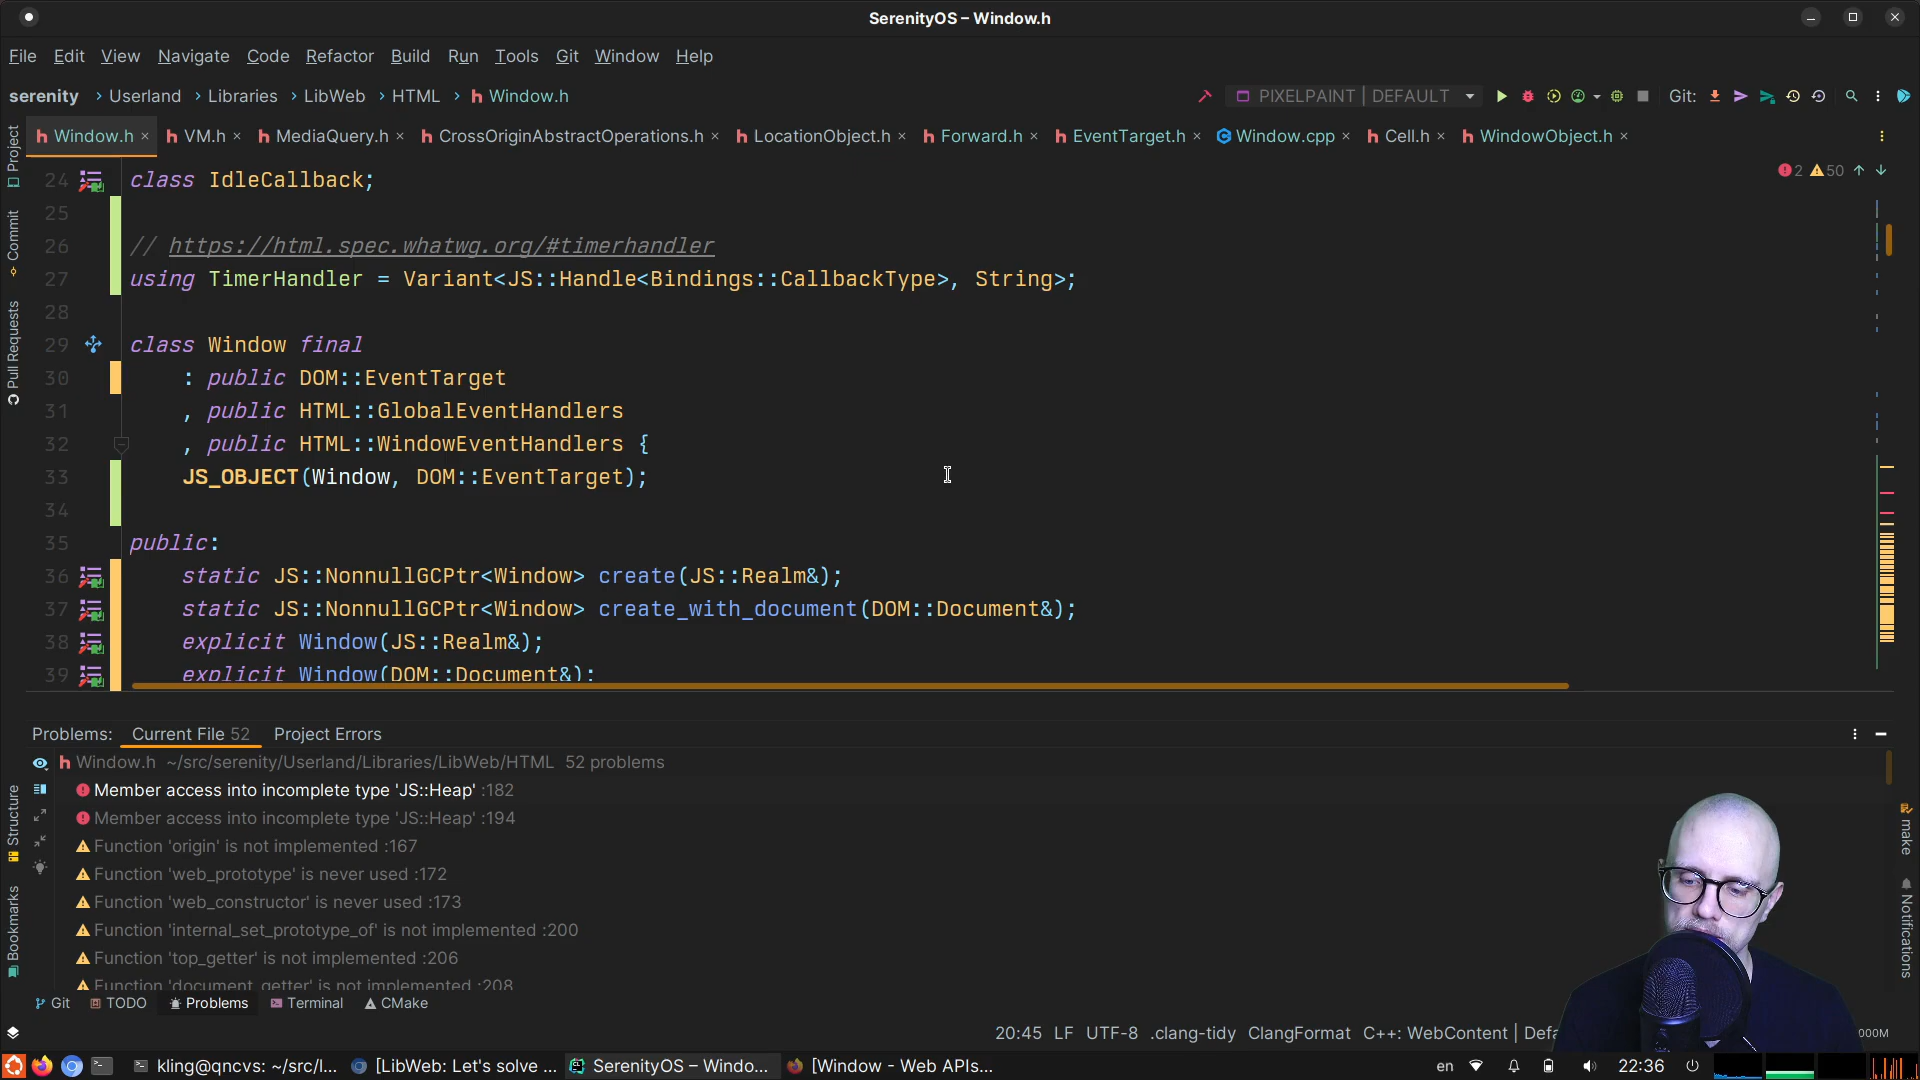 SerenityOS – Window.h
File Edit View Navigate Code Refactor Build Run Tools Git Window Help
serenity › Userland › Libraries › LibWeb › HTML › Window.h
PIXELPAINT | DEFAULT
Git:
Window.h VM.h MediaQuery.h CrossOriginAbstractOperations.h LocationObject.h Forward.h EventTarget.h Window.cpp Cell.h WindowObject.h
2 50
Project
Commit
Pull Requests
Structure
Bookmarks
make
Notifications
24 class IdleCallback;
25
26 // https://html.spec.whatwg.org/#timerhandler
27 using TimerHandler = Variant<JS::Handle<Bindings::CallbackType>, String>;
28
29 class Window final
30 : public DOM::EventTarget
31 , public HTML::GlobalEventHandlers
32 , public HTML::WindowEventHandlers {
33 JS_OBJECT(Window, DOM::EventTarget);
34
35 public:
36 static JS::NonnullGCPtr<Window> create(JS::Realm&);
37 static JS::NonnullGCPtr<Window> create_with_document(DOM::Document&);
38 explicit Window(JS::Realm&);
39 explicit Window(DOM::Document&);
Problems: Current File 52 Project Errors
Window.h ~/src/serenity/Userland/Libraries/LibWeb/HTML 52 problems
Member access into incomplete type 'JS::Heap' :182
Member access into incomplete type 'JS::Heap' :194
Function 'origin' is not implemented :167
Function 'web_prototype' is never used :172
Function 'web_constructor' is never used :173
Function 'internal_set_prototype_of' is not implemented :200
Function 'top_getter' is not implemented :206
Function 'document_getter' is not implemented :208
Git TODO Problems Terminal CMake
20:45 LF UTF-8 .clang-tidy ClangFormat C++: WebContent | Defa
000M
kling@qncvs: ~/src/l... [LibWeb: Let's solve ... SerenityOS – Windo... [Window - Web APIs...
en 22:36